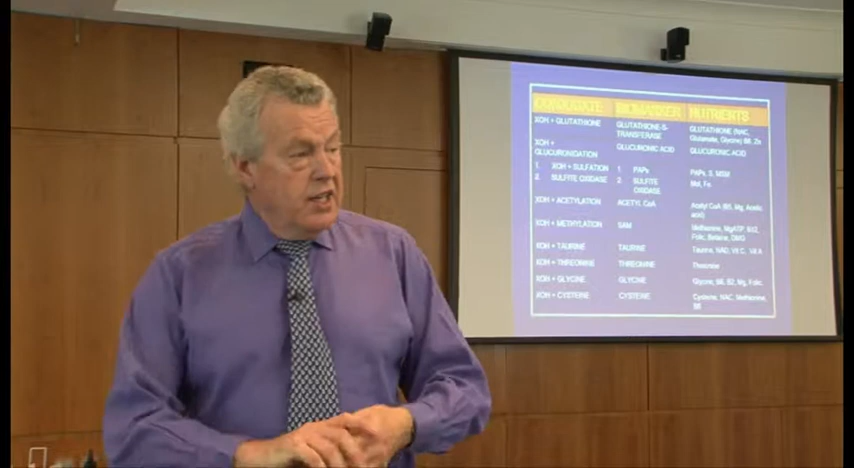 CONJUGATE BIOMARKER NUTRIENTS
XOH + GLUTATHIONE GLUTATHIONE-S-TRANSFERASE GLUTATHIONE (NAC, Glutamate, Glycine) B6, Zn
XOH + GLUCURONIDATION GLUCURONIC ACID GLUCURONIC ACID
1. XOH + SULFATION 1. PAPs PAPs, S, MSM
2. SULFITE OXIDASE 2. SULFITE OXIDASE Mol, Fe
XOH + ACETYLATION ACETYL CoA Acetyl CoA (B5, Mg, Acetic acid)
XOH + METHYLATION SAM Methionine, MgATP, B12, Folic, Betaine, DMG
XOH + TAURINE TAURINE Taurine, NAC, Vit C, Vit A
XOH + THREONINE THREONINE Threonine
XOH + GLYCINE GLYCINE Glycine, B6, B2, Mg, Folic
XOH + CYSTEINE CYSTEINE Cysteine, NAC, Methionine, B6